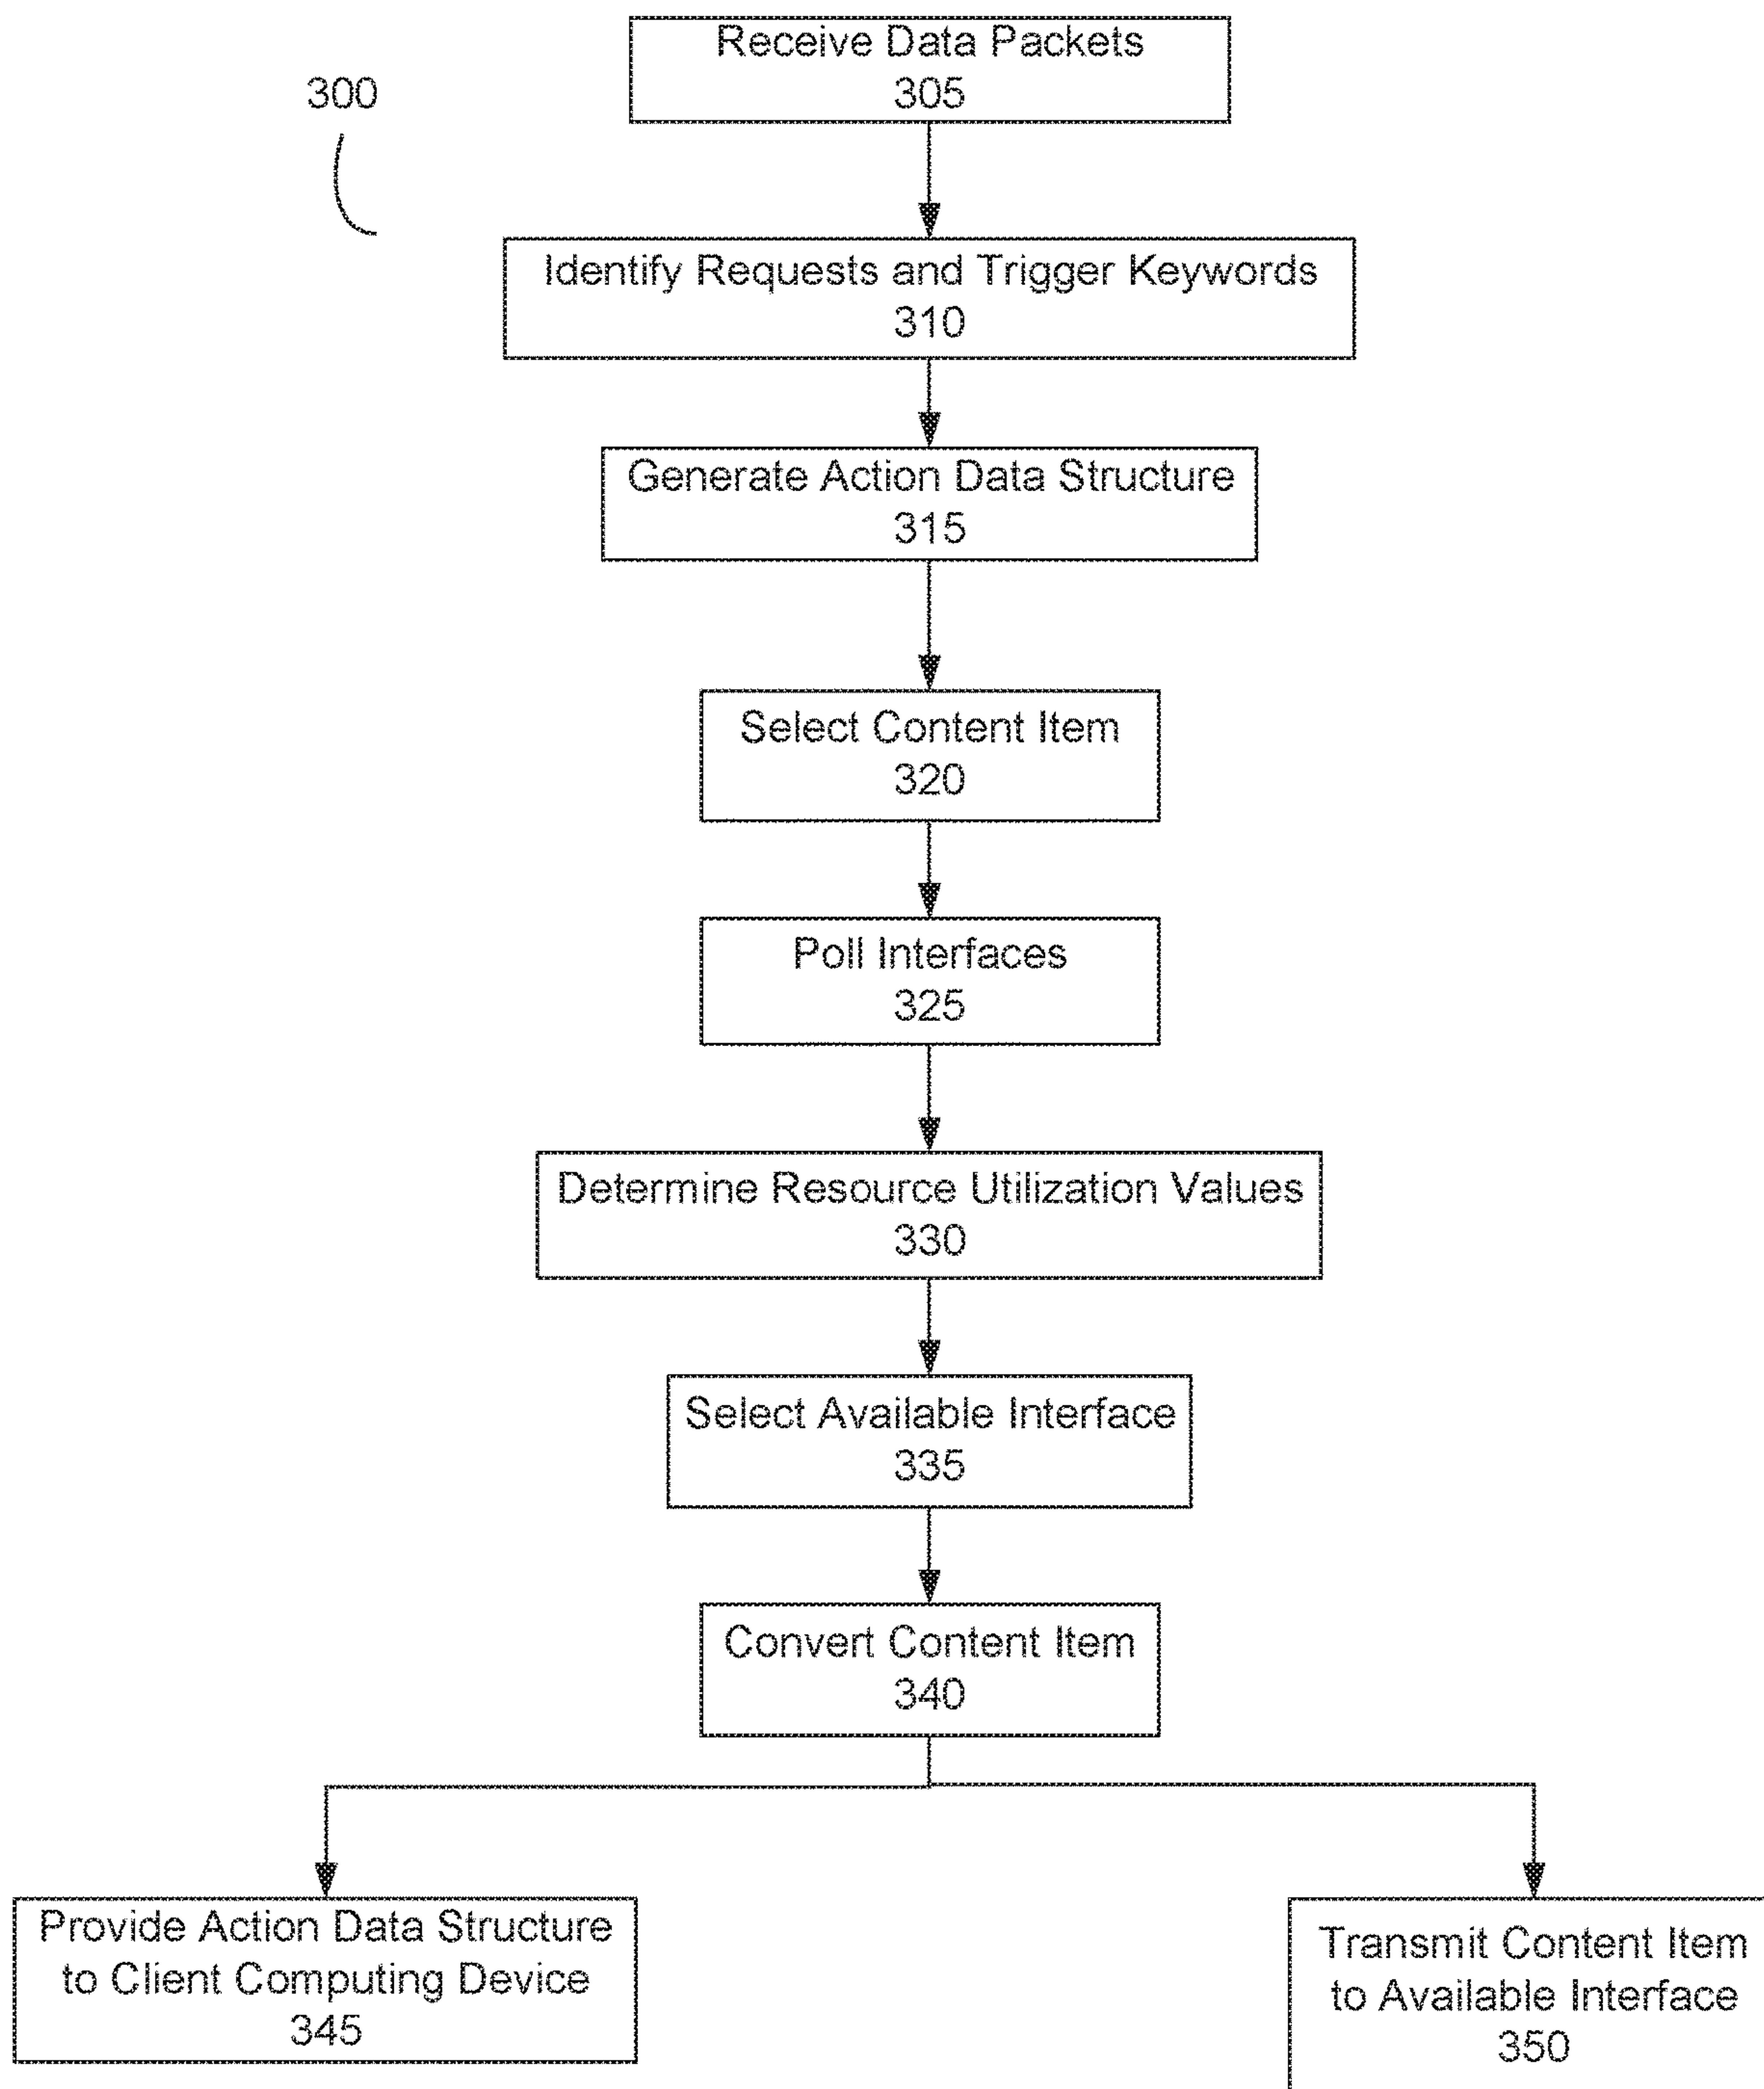 Receive Data Packets
305
300
Identify Requests and Trigger Keywords
310
Generate Action Data Structure
315
Select Content Item
320
Poll Interfaces
325
Determine Resource Utilization Values
330
Select Available Interface
335
Convert Content Item
340
Provide Action Data Structure
to Client Computing Device
345
Transmit Content Item
to Available Interface
350